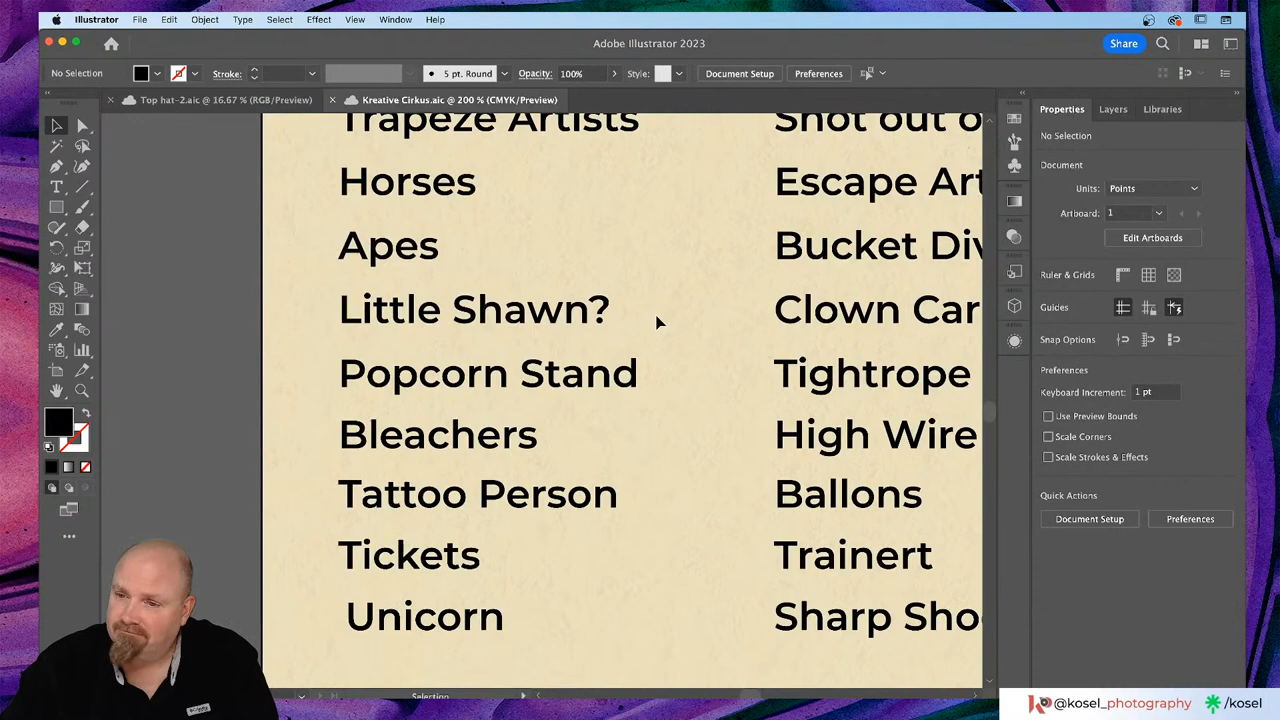 Illustrator File Edit Object Type Select Effect View Window Help
Adobe Illustrator 2023
Share
No Selection
Stroke:
5 pt. Round
Opacity: 100%
Style:
Document Setup
Preferences
Top hat-2.aic @ 16.67 % (RGB/Preview)
Kreative Cirkus.aic @ 200 % (CMYK/Preview)
Trapeze Artists
Horses
Apes
Little Shawn?
Popcorn Stand
Bleachers
Tattoo Person
Tickets
Unicorn
Shot out o
Escape Art
Bucket Div
Clown Car
Tightrope
High Wire
Ballons
Trainert
Sharp Sho
Selection
Properties Layers Libraries
No Selection
Document
Units: Points
Artboard: 1
Edit Artboards
Ruler & Grids
Guides
Snap Options
Preferences
Keyboard Increment: 1 pt
Use Preview Bounds
Scale Corners
Scale Strokes & Effects
Quick Actions
Document Setup
Preferences
@kosel_photography
/kosel